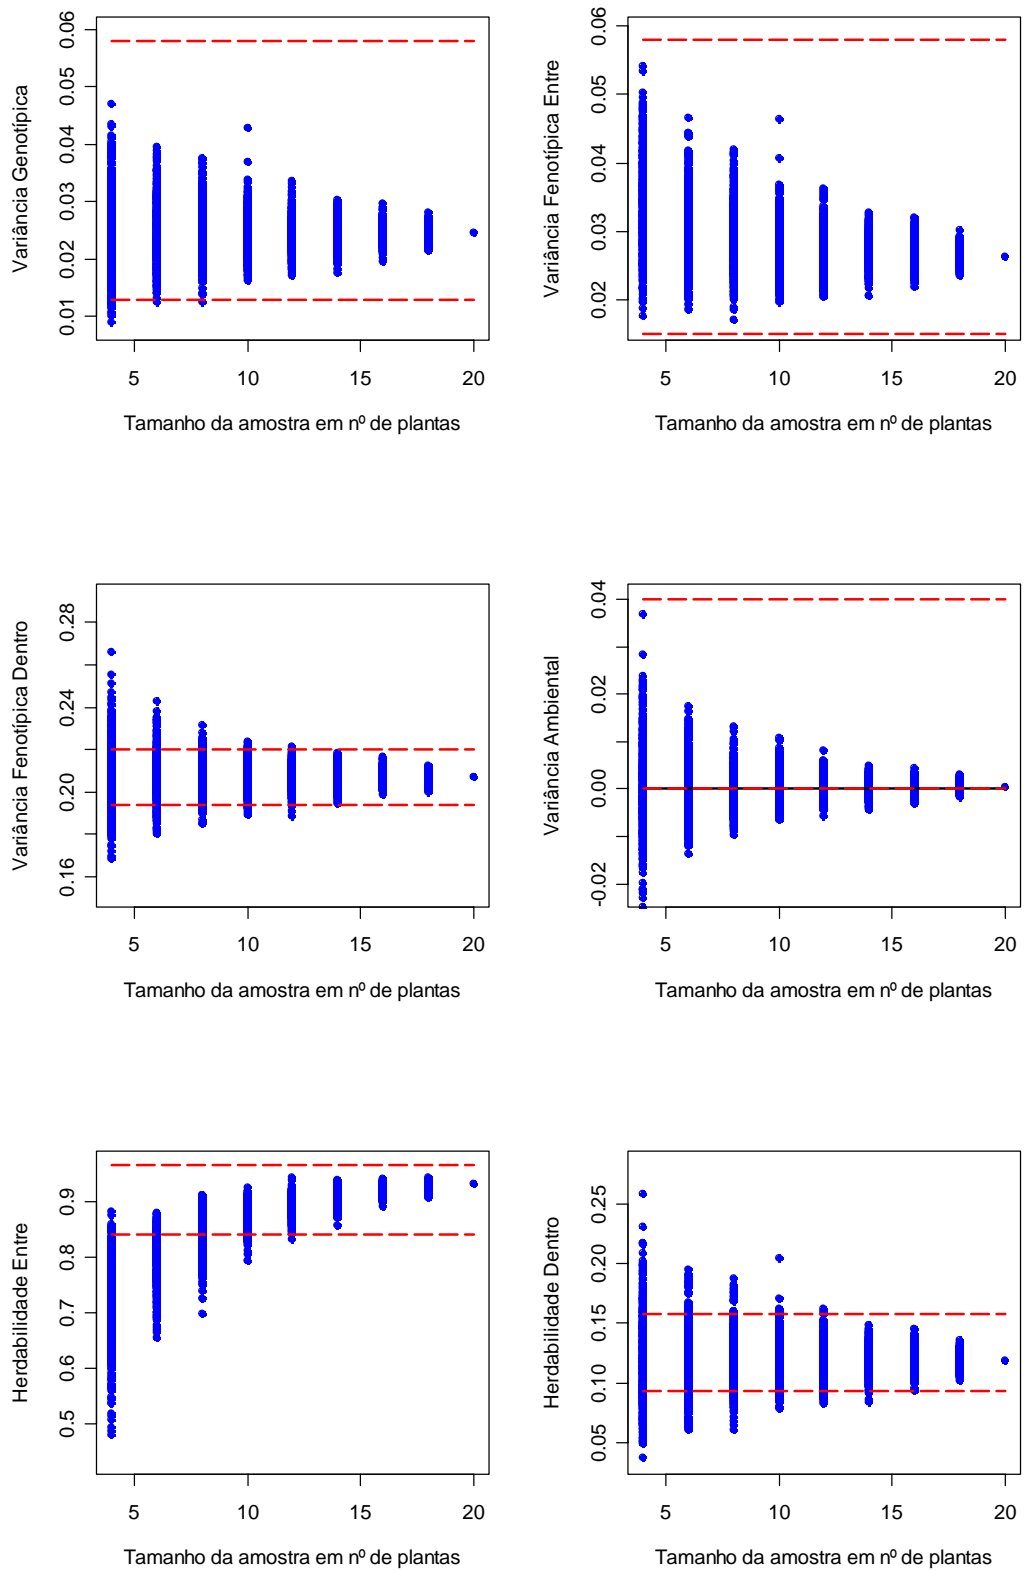 Variância Genotípica
0.01 0.02 0.03 0.04 0.05 0.06
5 10 15 20
Tamanho da amostra em nº de plantas
Variância Fenotípica Entre
0.02 0.03 0.04 0.05 0.06
5 10 15 20
Tamanho da amostra em nº de plantas
Variância Fenotípica Dentro
0.16 0.20 0.24 0.28
5 10 15 20
Tamanho da amostra em nº de plantas
Variância Ambiental
-0.02 0.00 0.02 0.04
5 10 15 20
Tamanho da amostra em nº de plantas
Herdabilidade Entre
0.5 0.6 0.7 0.8 0.9
5 10 15 20
Tamanho da amostra em nº de plantas
Herdabilidade Dentro
0.05 0.10 0.15 0.20 0.25
5 10 15 20
Tamanho da amostra em nº de plantas